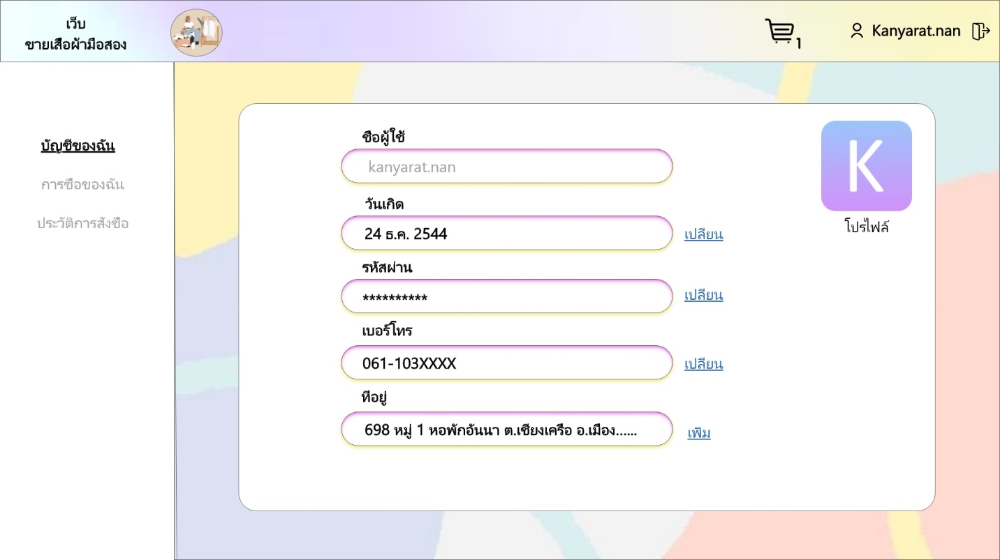 เว็บ
ขายเสื้อผ้ามือสอง
1
Kanyarat.nan
บัญชีของฉัน
การซื้อของฉัน
ประวัติการสั่งซื้อ
ชื่อผู้ใช้
kanyarat.nan
K
โปรไฟล์
วันเกิด
24 ธ.ค. 2544
เปลี่ยน
รหัสผ่าน
**********
เปลี่ยน
เบอร์โทร
061-103XXXX
เปลี่ยน
ที่อยู่
698 หมู่ 1 หอพักอันนา ต.เชียงเครือ อ.เมือง......
เพิ่ม